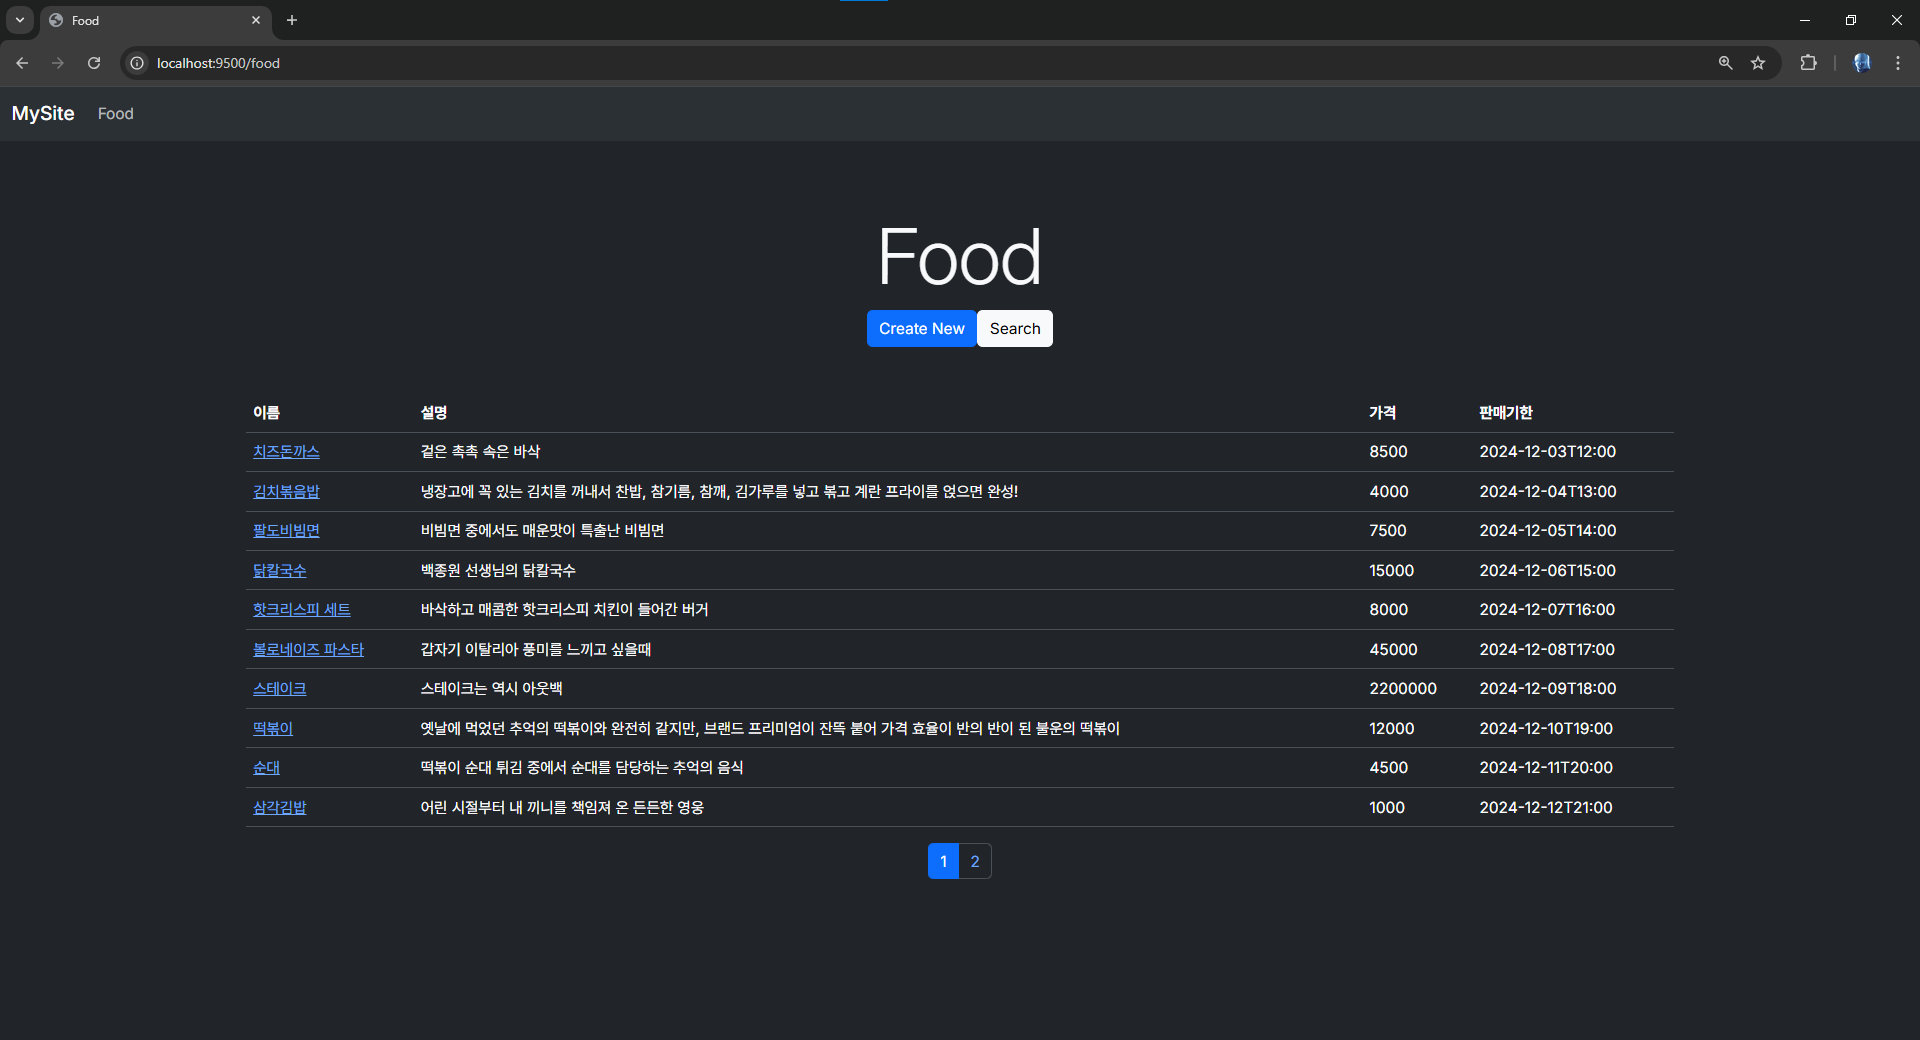 Food
localhost:9500/food
MySite Food
Food
Create New Search
이름 설명 가격 판매기한
치즈돈까스 겉은 촉촉 속은 바삭 8500 2024-12-03T12:00
김치볶음밥 냉장고에 꼭 있는 김치를 꺼내서 찬밥, 참기름, 참깨, 김가루를 넣고 볶고 계란 프라이를 얹으면 완성! 4000 2024-12-04T13:00
팔도비빔면 비빔면 중에서도 매운맛이 특출난 비빔면 7500 2024-12-05T14:00
닭칼국수 백종원 선생님의 닭칼국수 15000 2024-12-06T15:00
핫크리스피 세트 바삭하고 매콤한 핫크리스피 치킨이 들어간 버거 8000 2024-12-07T16:00
볼로네이즈 파스타 갑자기 이탈리아 풍미를 느끼고 싶을때 45000 2024-12-08T17:00
스테이크 스테이크는 역시 아웃백 2200000 2024-12-09T18:00
떡볶이 옛날에 먹었던 추억의 떡볶이와 완전히 같지만, 브랜드 프리미엄이 잔뜩 붙어 가격 효율이 반의 반이 된 불운의 떡볶이 12000 2024-12-10T19:00
순대 떡볶이 순대 튀김 중에서 순대를 담당하는 추억의 음식 4500 2024-12-11T20:00
삼각김밥 어린 시절부터 내 끼니를 책임져 온 든든한 영웅 1000 2024-12-12T21:00
1 2